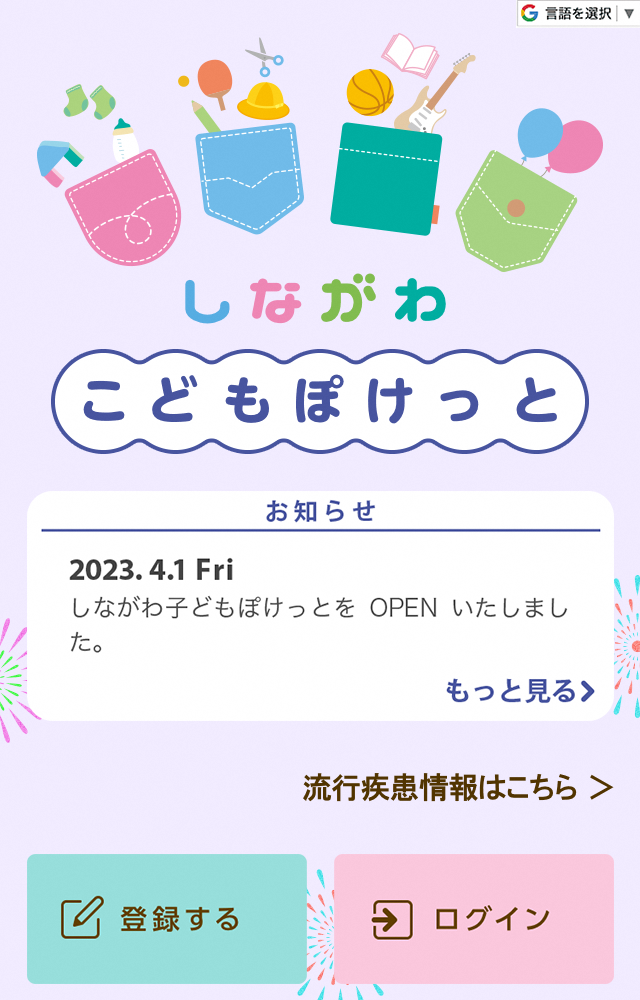 言語を選択 ▼
しながわ
こどもぽけっと
お知らせ
2023. 4.1 Fri
しながわ子どもぽけっとを OPEN いたしまし
た。
もっと見る
流行疾患情報はこちら ＞
登録する
ログイン